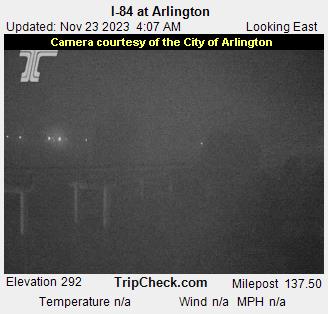 I-84 at Arlington
Updated: Nov 23 2023 4:07 AM Looking East
Camera courtesy of the City of Arlington
Elevation 292 TripCheck.com Milepost 137.50
Temperature n/a Wind n/a MPH n/a